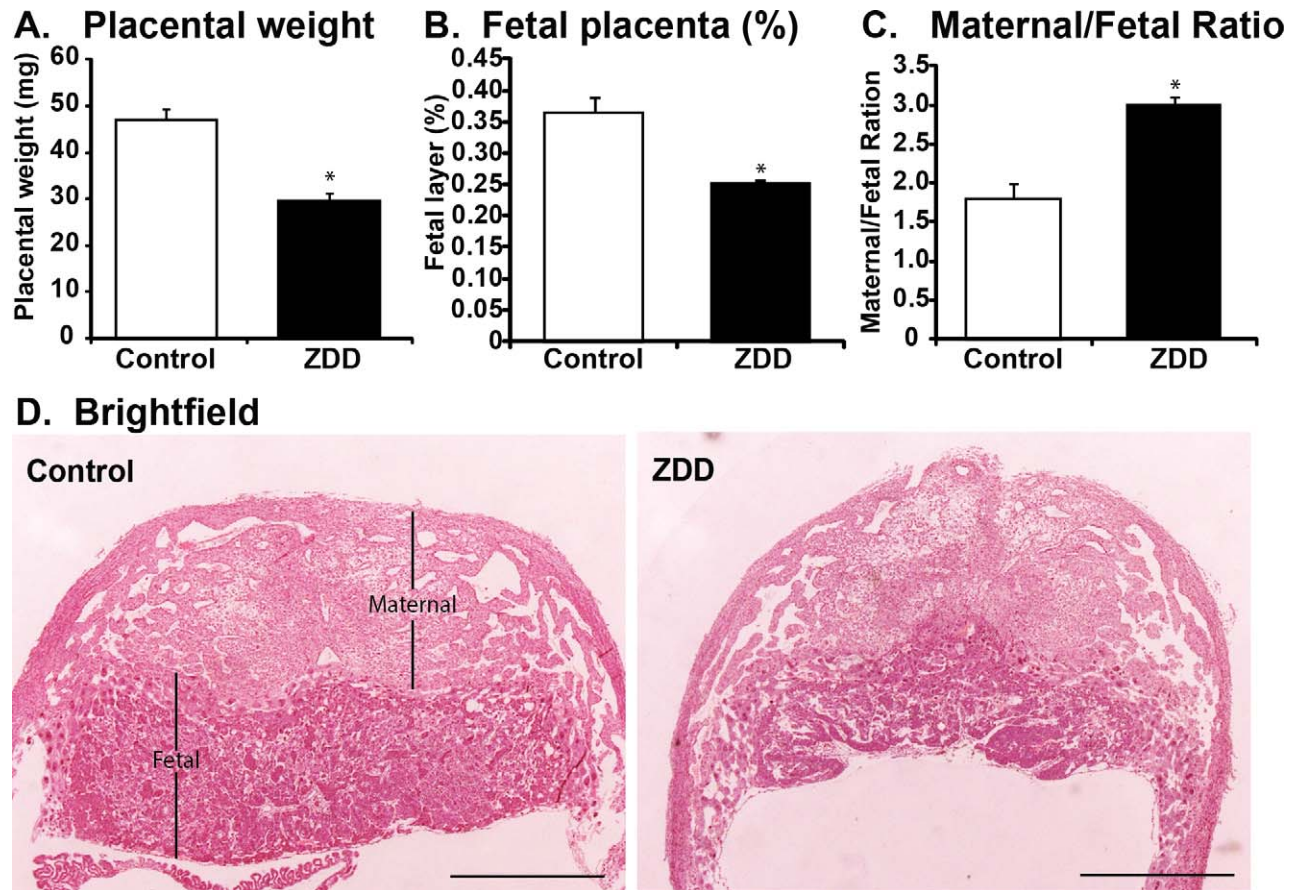 A. Placental weight
Placental weight (mg)
60
50
40
30
20
10
0
*
Control ZDD
B. Fetal placenta (%)
Fetal layer (%)
0.45
0.40
0.35
0.30
0.25
0.20
0.15
0.10
0.05
0
*
Control ZDD
C. Maternal/Fetal Ratio
Maternal/Fetal Ration
3.5
3.0
2.5
2.0
1.5
1.0
0.5
0
*
Control ZDD
D. Brightfield
Control
Maternal
Fetal
ZDD